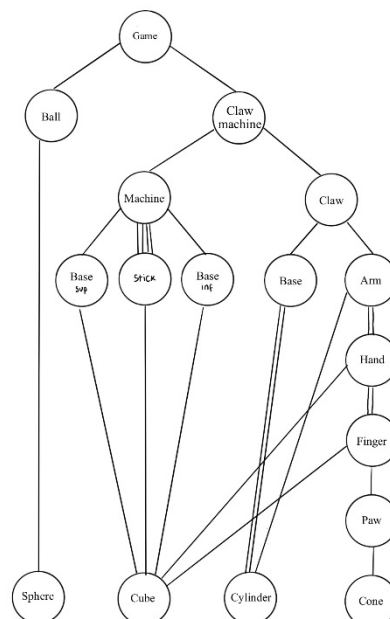 Game
Ball
Claw
machine
Machine
Claw
Base
sup
Stick
Base
inf
Base
Arm
Hand
Finger
Paw
Sphere
Cube
Cylinder
Cone